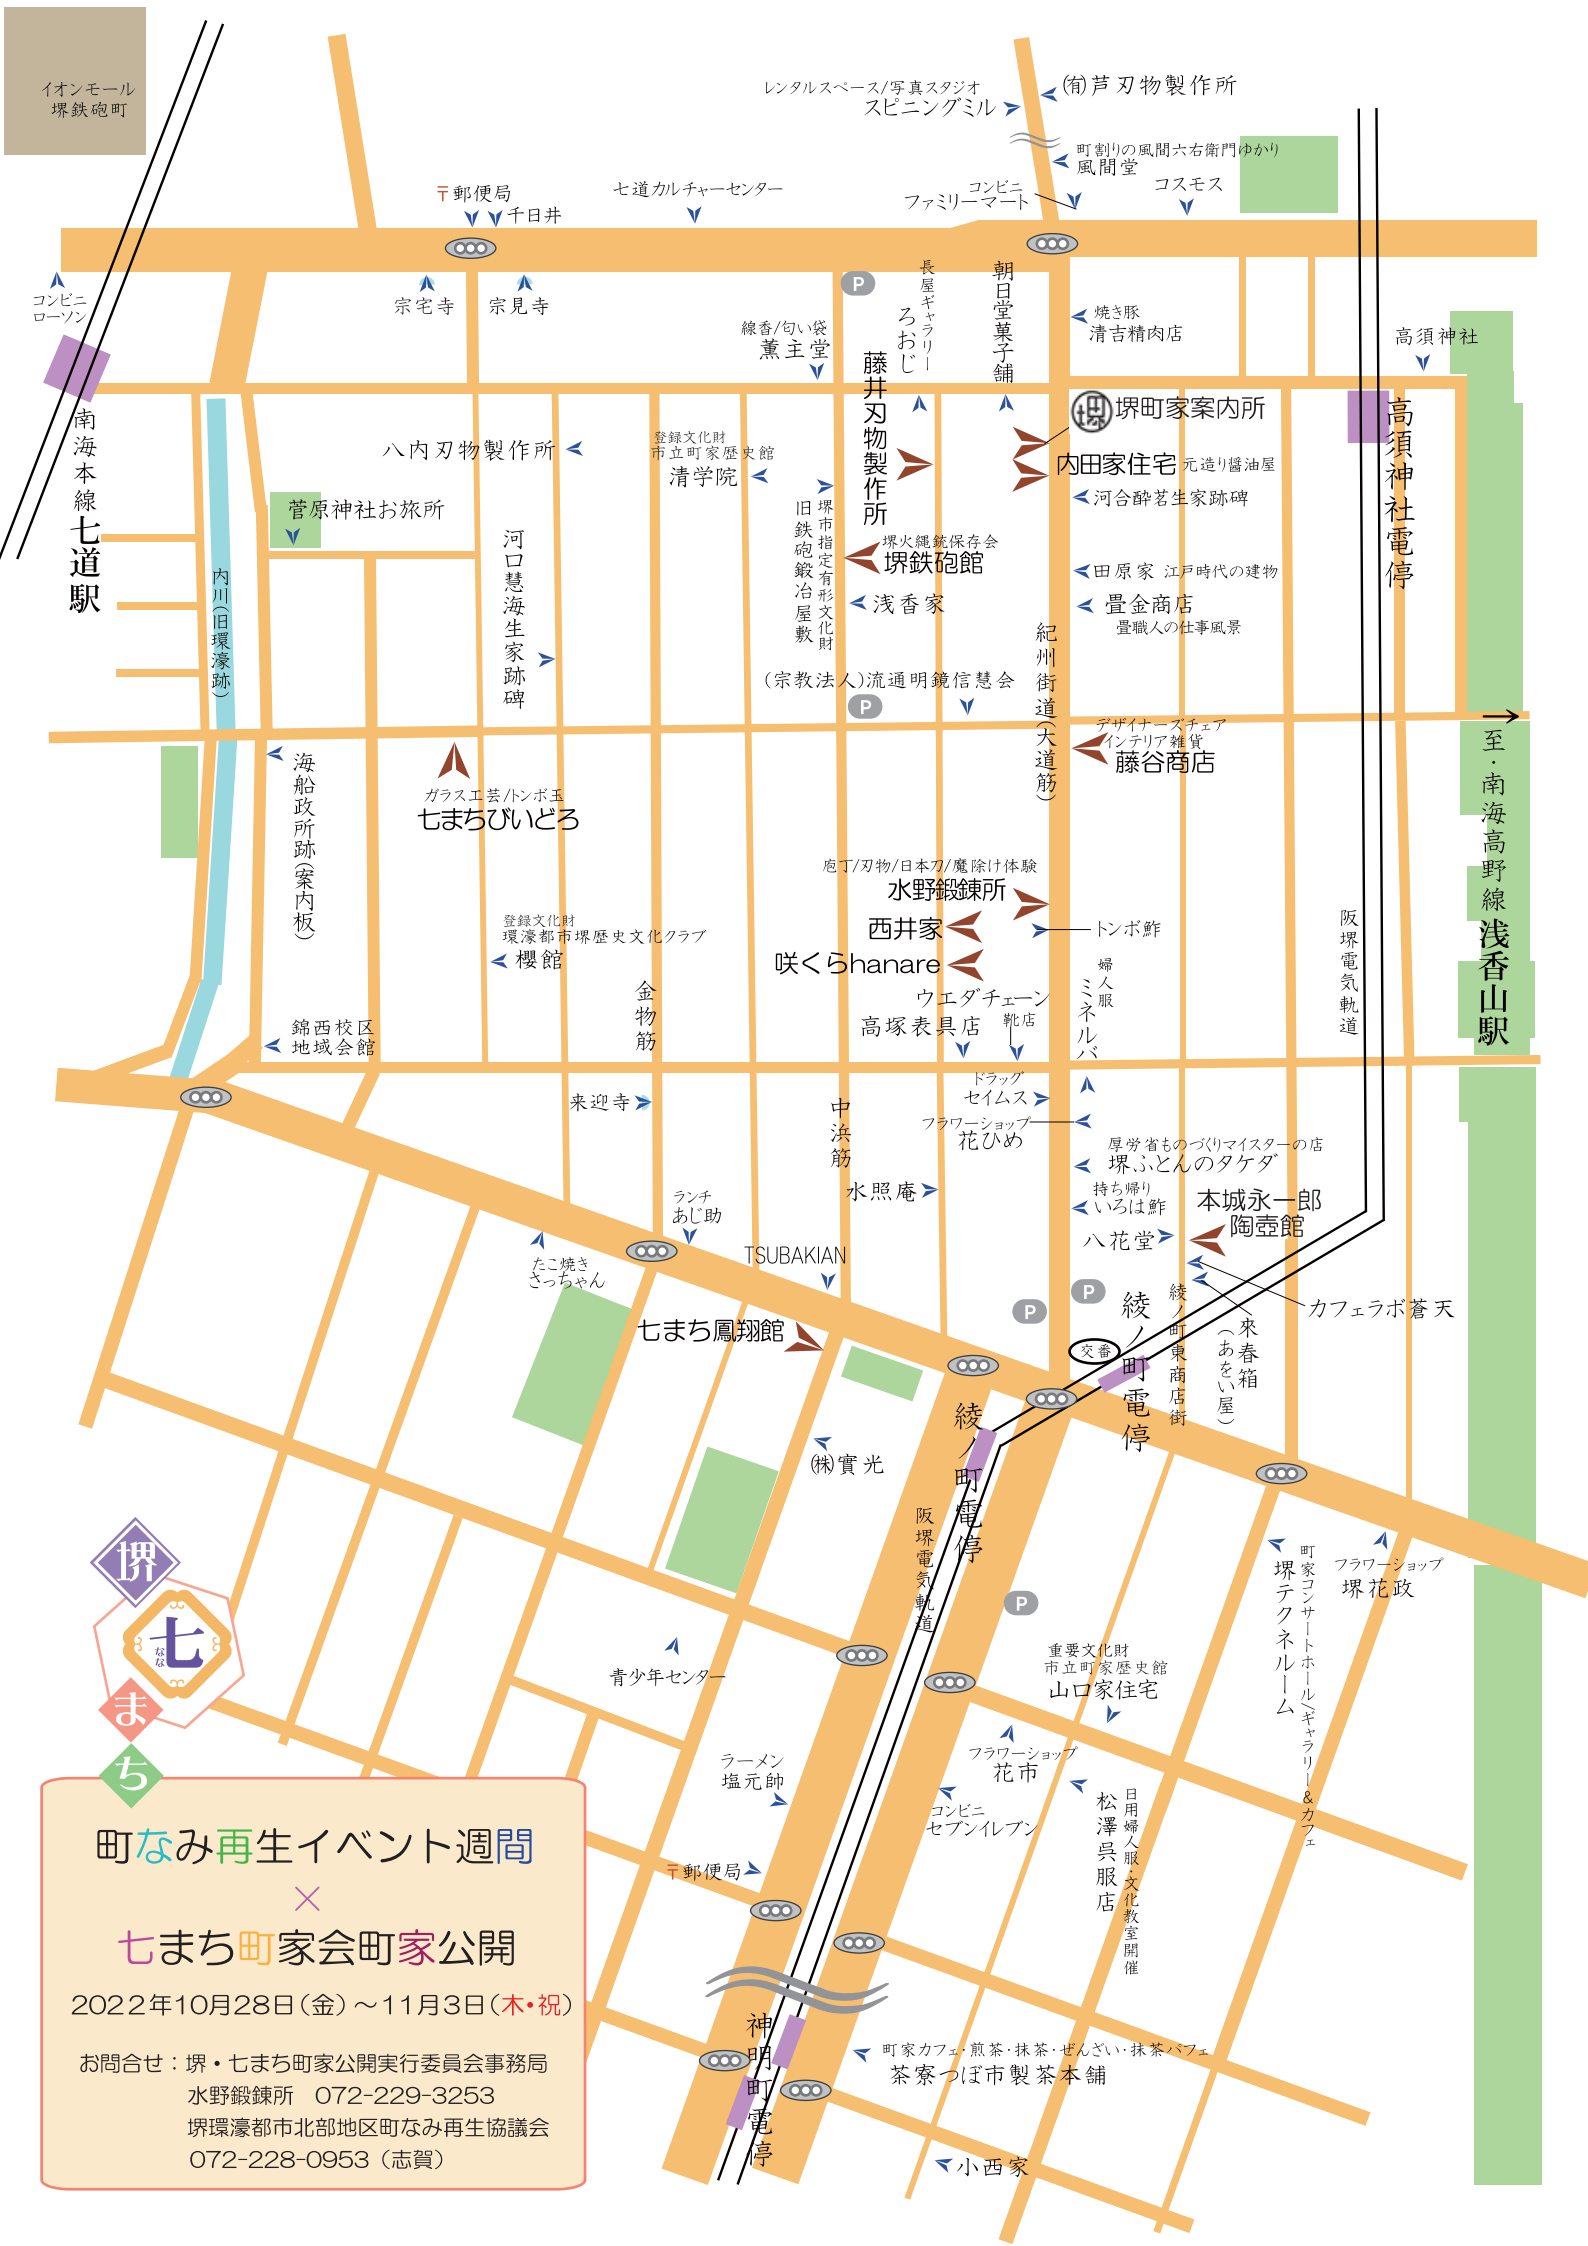 イオンモール
堺鉄砲町
レンタルスペース/写真スタジオ
スピニングミル
(有)芦刃物製作所
町割りの風間六右衛門ゆかり
風間堂
コンビニ
ファミリーマート
コスモス
〒郵便局
千日井
七道カルチャーセンター
コンビニ
ローソン
宗宅寺
宗見寺
線香/匂い袋
薫主堂
P
長屋ギャラリー
ろおじ
朝日堂菓子舗
焼き豚
清吉精肉店
高須神社
南海本線
七道駅
八内刃物製作所
登録文化財
市立町家歴史館
清学院
藤井刃物製作所
堺
堺町家案内所
内田家住宅 元造り醤油屋
河合酔茗生家跡碑
高須神社電停
菅原神社お旅所
内川(旧環濠跡)
河口慧海生家跡碑
堺市指定有形文化財
旧鉄砲鍛冶屋敷
堺火縄銃保存会
堺鉄砲館
浅香家
田原家 江戸時代の建物
畳金商店
畳職人の仕事風景
紀州街道(大道筋)
(宗教法人)流通明鏡信慧会
P
デザイナーズチェア
インテリア雑貨
藤谷商店
→
至・南海高野線
浅香山駅
海船政所跡(案内板)
ガラス工芸/トンボ玉
七まちびいどろ
庖丁/刃物/日本刀/魔除け体験
水野鍛錬所
西井家
トンボ鮓
咲くらhanare
登録文化財
環濠都市堺歴史文化クラブ
櫻館
阪堺電気軌道
婦人服
ミネルバ
金物筋
ウエダチェーン
高塚表具店
靴店
錦西校区
地域会館
来迎寺
中浜筋
ドラッグ
セイムス
フラワーショップ
花ひめ
厚労省ものづくりマイスターの店
堺ふとんのタケダ
持ち帰り
いろは鮓
水照庵
本城永一郎
陶壺館
八花堂
ランチ
あじ助
TSUBAKIAN
たこ焼き
さっちゃん
七まち鳳翔館
P
P
交番
綾ノ町電停
綾ノ町東商店街
来春箱
(あをい屋)
カフェラボ蒼天
綾ノ町電停
(株)寳光
阪堺電気軌道
P
町家コンサートホール/ギャラリー&カフェ
堺テクネルーム
フラワーショップ
堺花政
青少年センター
重要文化財
市立町家歴史館
山口家住宅
フラワーショップ
花市
ラーメン
塩元帥
コンビニ
セブンイレブン
日用婦人服・文化教室開催
松澤呉服店
〒郵便局
神明町電停
町家カフェ・煎茶・抹茶・ぜんざい・抹茶パフェ
茶寮つぼ市製茶本舗
小西家
堺
七
なな
ま
ち
町なみ再生イベント週間
×
七まち町家会町家公開
2022年10月28日(金)～11月3日(木・祝)
お問合せ：堺・七まち町家公開実行委員会事務局
水野鍛錬所　072-229-3253
堺環濠都市北部地区町なみ再生協議会
072-228-0953（志賀）